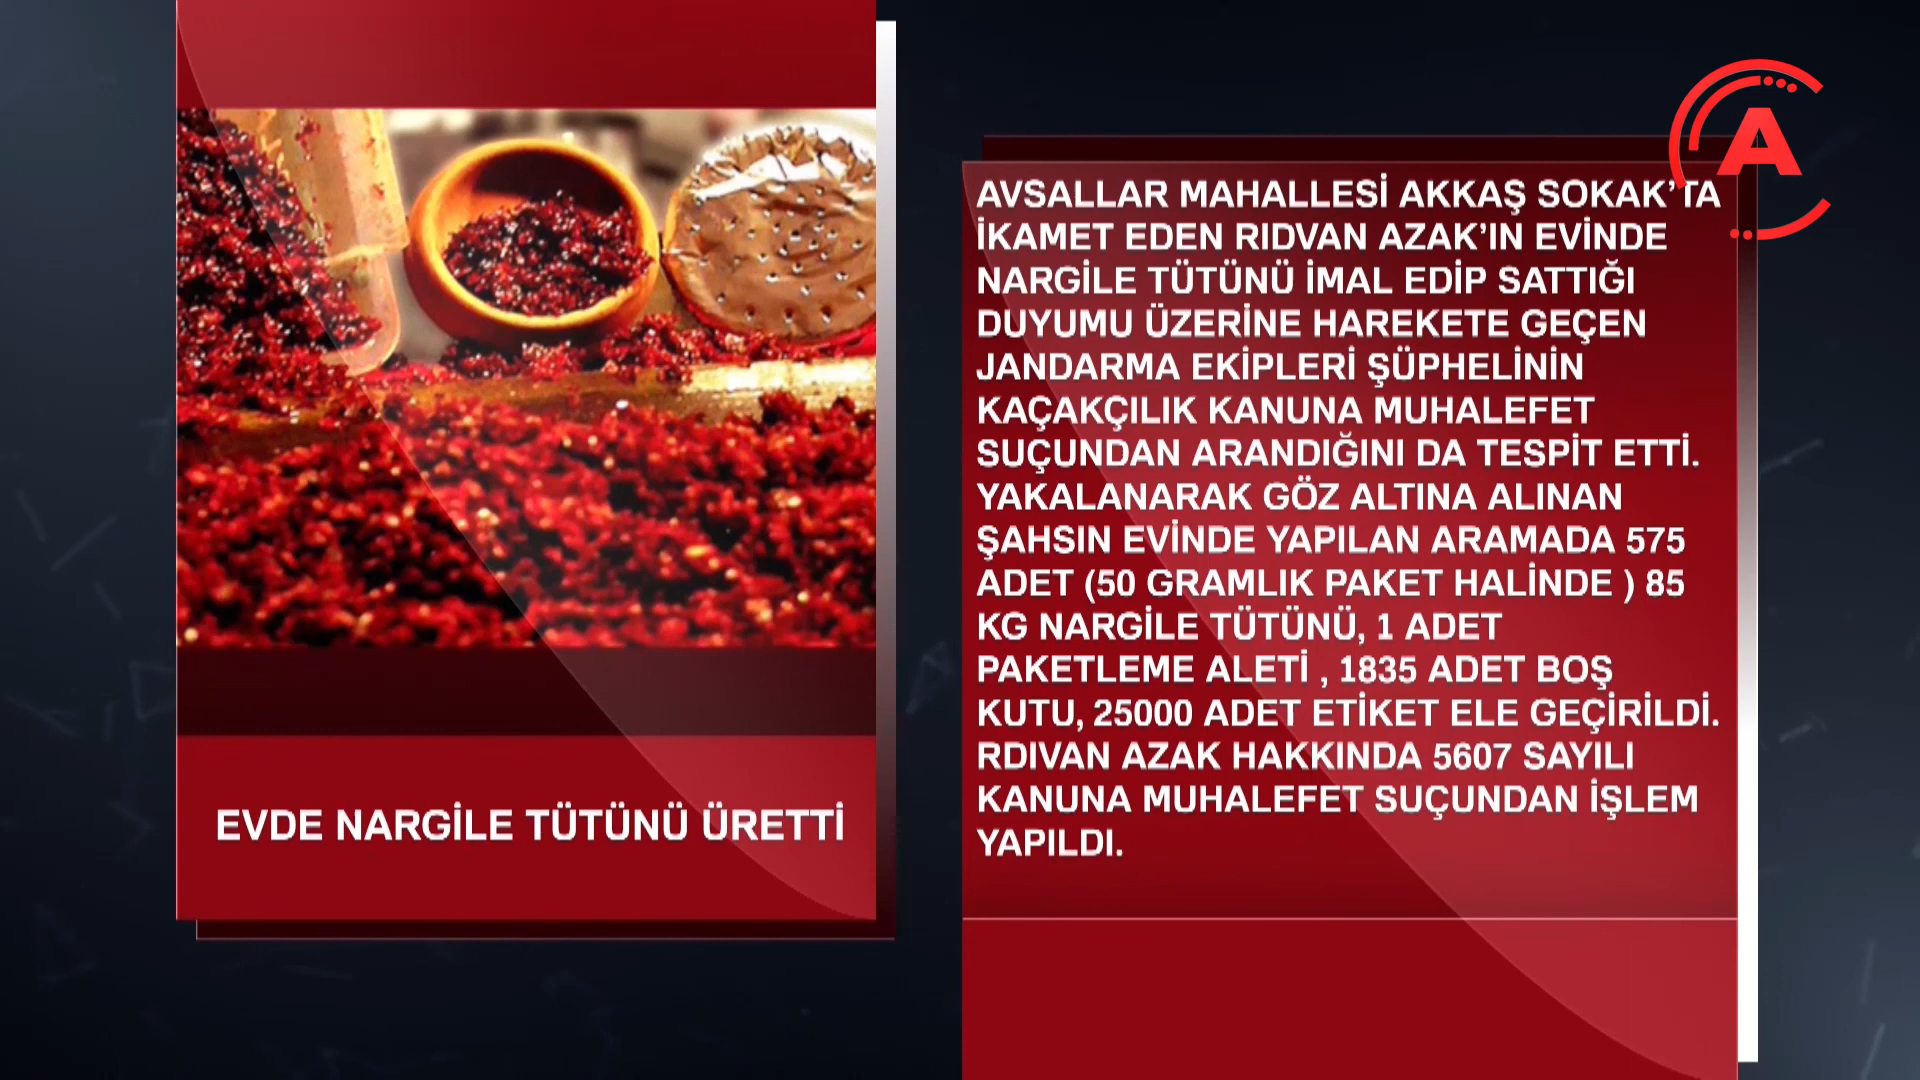 EVDE NARGİLE TÜTÜNÜ ÜRETTİ
A
AVSALLAR MAHALLESİ AKKAŞ SOKAK'TA
İKAMET EDEN RIDVAN AZAK'IN EVİNDE
NARGİLE TÜTÜNÜ İMAL EDİP SATTIĞI
DUYUMU ÜZERİNE HAREKETE GEÇEN
JANDARMA EKİPLERİ ŞÜPHELİNİN
KAÇAKÇILIK KANUNA MUHALEFET
SUÇUNDAN ARANDIĞINI DA TESPİT ETTİ.
YAKALANARAK GÖZ ALTINA ALINAN
ŞAHSIN EVİNDE YAPILAN ARAMADA 575
ADET (50 GRAMLIK PAKET HALİNDE ) 85
KG NARGİLE TÜTÜNÜ, 1 ADET
PAKETLEME ALETİ , 1835 ADET BOŞ
KUTU, 25000 ADET ETİKET ELE GEÇİRİLDİ.
RDIVAN AZAK HAKKINDA 5607 SAYILI
KANUNA MUHALEFET SUÇUNDAN İŞLEM
YAPILDI.